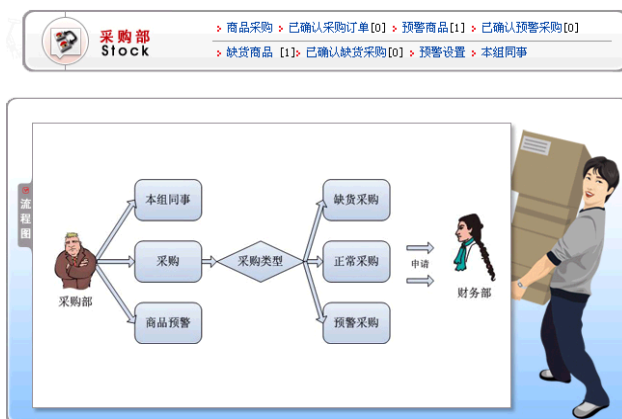 采购部
Stock
商品采购 已确认采购订单[0] 预警商品[1] 已确认预警采购[0]
缺货商品 [1] 已确认缺货采购[0] 预警设置 本组同事
流程图
本组同事 缺货采购
采购 采购类型 正常采购 申请
采购部 财务部
商品预警 预警采购